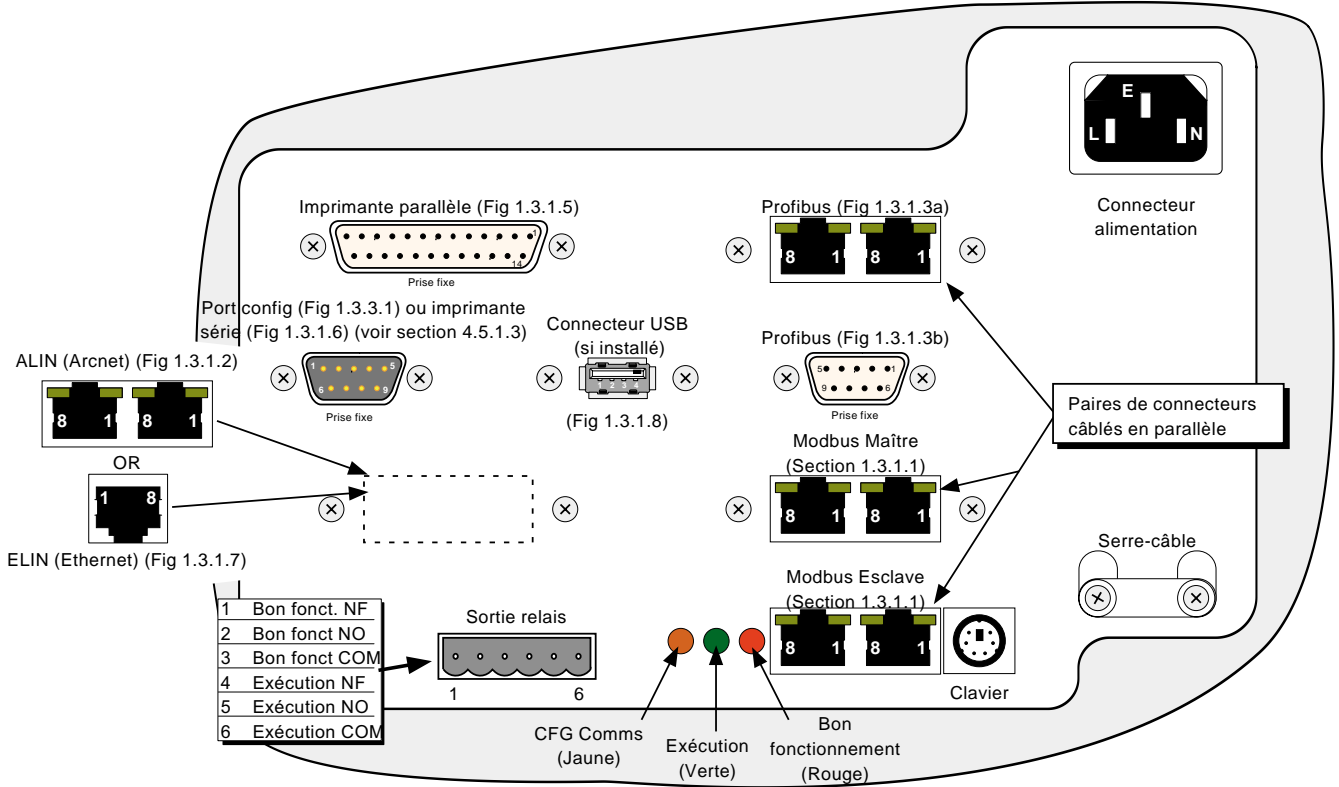 E
L
N
Connecteur
alimentation
Imprimante parallèle (Fig 1.3.1.5)
1
14
Prise fixe
Profibus (Fig 1.3.1.3a)
8 1 8 1
Port config (Fig 1.3.3.1) ou imprimante
série (Fig 1.3.1.6) (voir section 4.5.1.3)
1 5
6 9
Prise fixe
Connecteur USB
(si installé)
1 2 3 4
(Fig 1.3.1.8)
Profibus (Fig 1.3.1.3b)
5 1
9 6
Prise fixe
ALIN (Arcnet) (Fig 1.3.1.2)
8 1 8 1
OR
1 8
ELIN (Ethernet) (Fig 1.3.1.7)
Paires de connecteurs
câblés en parallèle
Modbus Maître
(Section 1.3.1.1)
8 1 8 1
Serre-câble
Modbus Esclave
(Section 1.3.1.1)
8 1 8 1
Clavier
1 Bon fonct. NF
2 Bon fonct NO
3 Bon fonct COM
4 Exécution NF
5 Exécution NO
6 Exécution COM
Sortie relais
1 6
CFG Comms
(Jaune)
Exécution
(Verte)
Bon
fonctionnement
(Rouge)